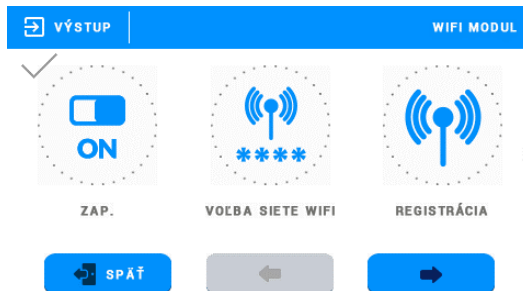 VÝSTUP
WIFI MODUL
ON
****
ZAP.
VOĽBA SIETE WIFI
REGISTRÁCIA
SPÄŤ